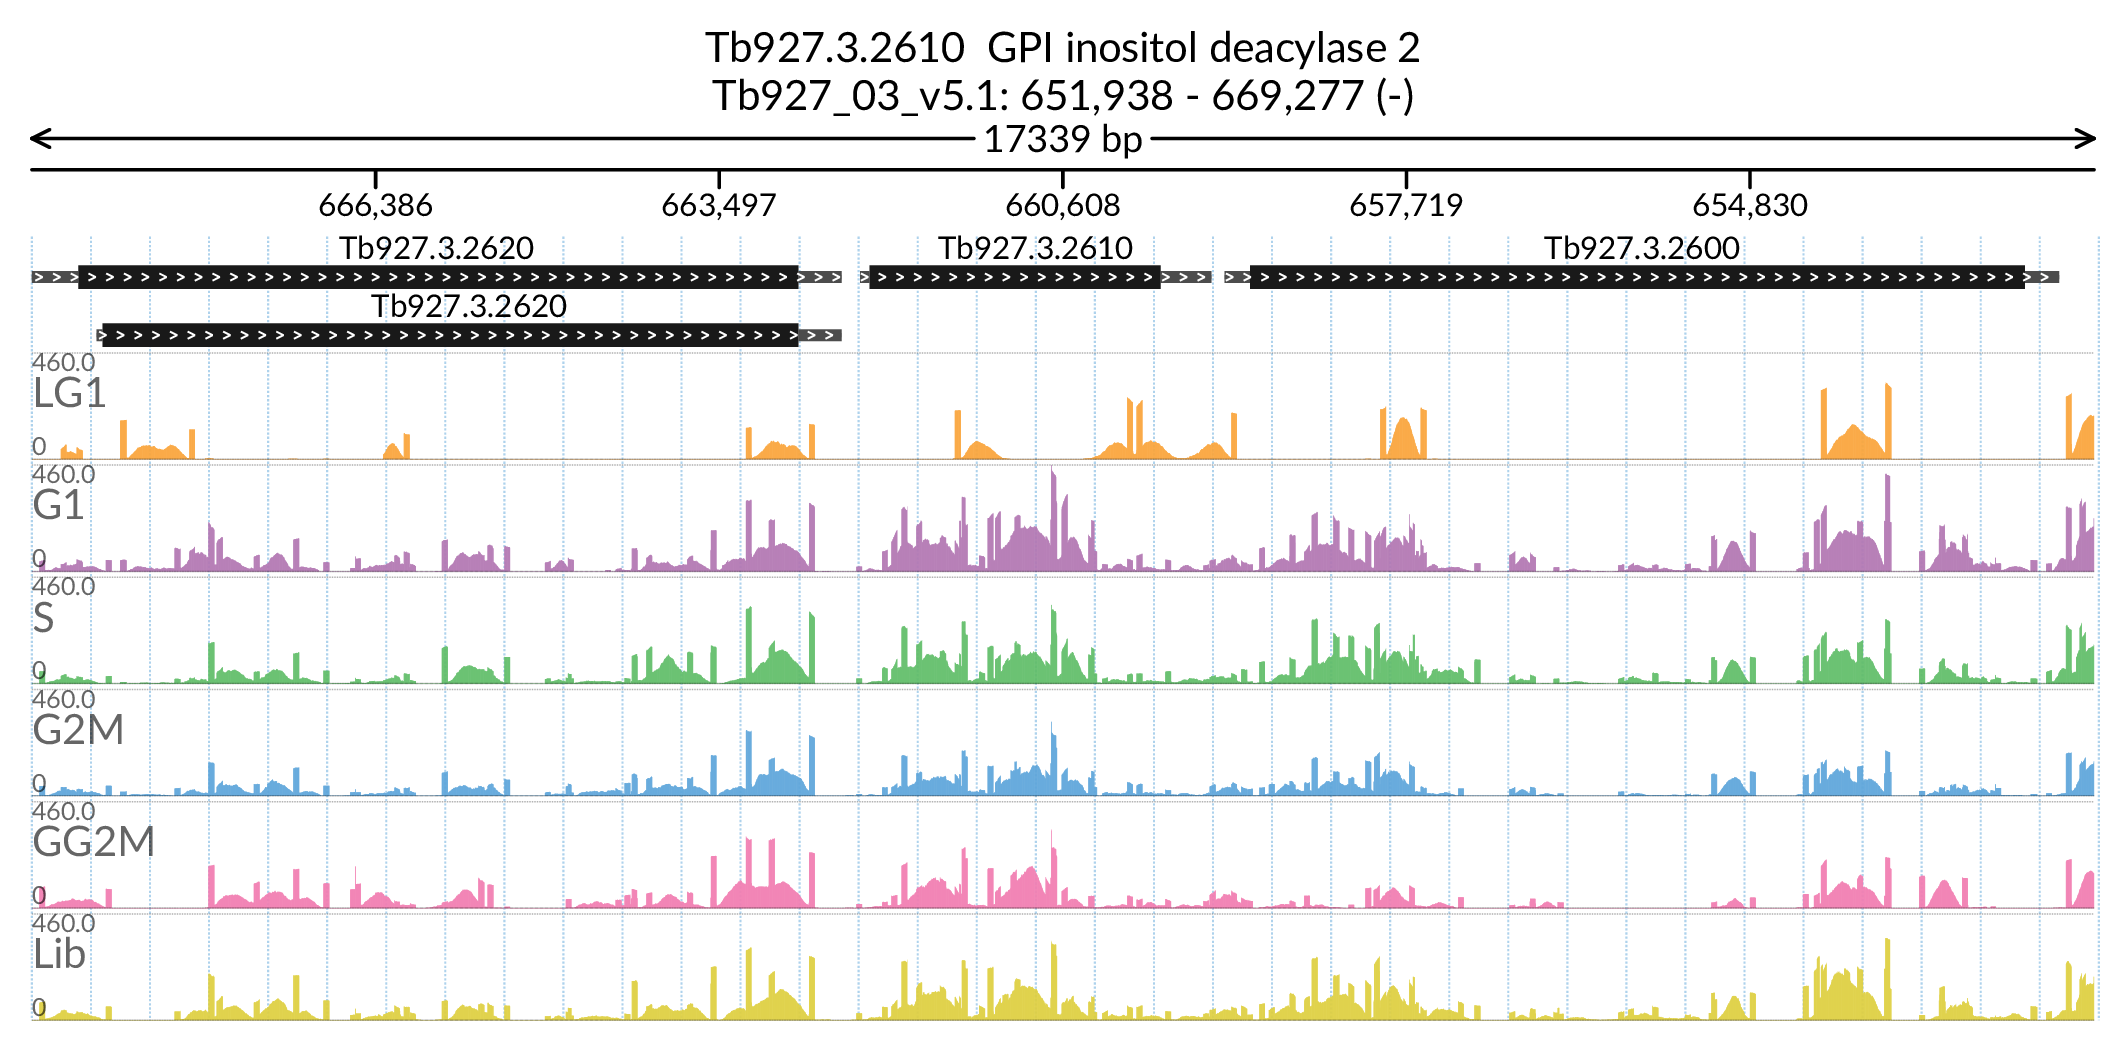 Tb927.3.2610  GPI inositol deacylase 2
Tb927_03_v5.1: 651,938 - 669,277 (-)
17339 bp
666,386 663,497 660,608 657,719 654,830
Tb927.3.2620 Tb927.3.2610 Tb927.3.2600
Tb927.3.2620
460.0
LG1
0
460.0
G1
0
460.0
S
0
460.0
G2M
0
460.0
GG2M
0
460.0
Lib
0